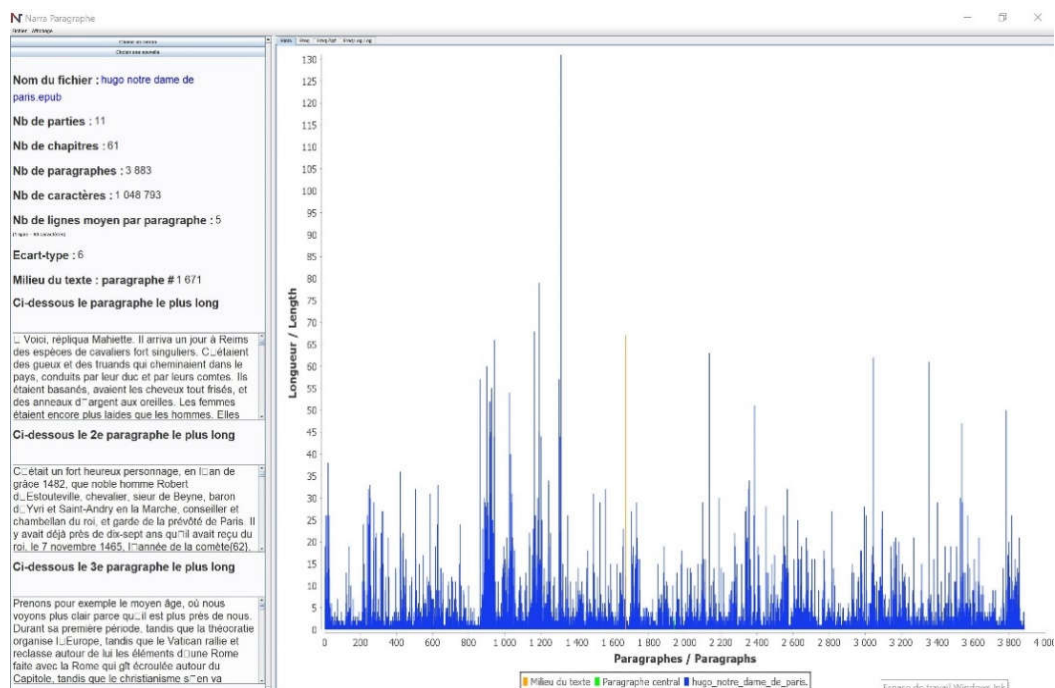 Narra Paragraphe
Fichier Affichage
Choisir une nouvelle
Nom du fichier : hugo notre dame de
paris.epub
Nb de parties : 11
Nb de chapitres : 61
Nb de paragraphes : 3 883
Nb de caractères : 1 048 793
Nb de lignes moyen par paragraphe : 5
Ecart-type : 6
Milieu du texte : paragraphe # 1 671
Ci-dessous le paragraphe le plus long
□ Voici, répliqua Mahiette. Il arriva un jour à Reims
des espèces de cavaliers fort singuliers. C□étaient
des gueux et des truands qui cheminaient dans le
pays, conduits par leur duc et par leurs comtes. Ils
étaient basanés, avaient les cheveux tout frisés, et
des anneaux d□argent aux oreilles. Les femmes
étaient encore plus laides que les hommes. Elles
Ci-dessous le 2e paragraphe le plus long
C□était un fort heureux personnage, en l□an de
grâce 1482, que noble homme Robert
d□Estouteville, chevalier, sieur de Beyne, baron
d□Yvri et Saint-Andry en la Marche, conseiller et
chambellan du roi, et garde de la prévôté de Paris. Il
y avait déjà près de dix-sept ans qu□il avait reçu du
roi, le 7 novembre 1465, l□année de la comète(62),
Ci-dessous le 3e paragraphe le plus long
Prenons pour exemple le moyen âge, où nous
voyons plus clair parce qu□il est plus près de nous.
Durant sa première période, tandis que la théocratie
organise l□Europe, tandis que le Vatican rallie et
reclasse autour de lui les éléments d□une Rome
faite avec la Rome qui gît écroulée autour du
Capitole, tandis que le christianisme s□en va
Longueur / Length
130
125
120
115
110
105
100
95
90
85
80
75
70
65
60
55
50
45
40
35
30
25
20
15
10
5
0
0 200 400 600 800 1 000 1 200 1 400 1 600 1 800 2 000 2 200 2 400 2 600 2 800 3 000 3 200 3 400 3 600 3 800 4 000
Paragraphes / Paragraphs
Milieu du texte Paragraphe central hugo_notre_dame_de_paris.
Espace de travail Windows Ink